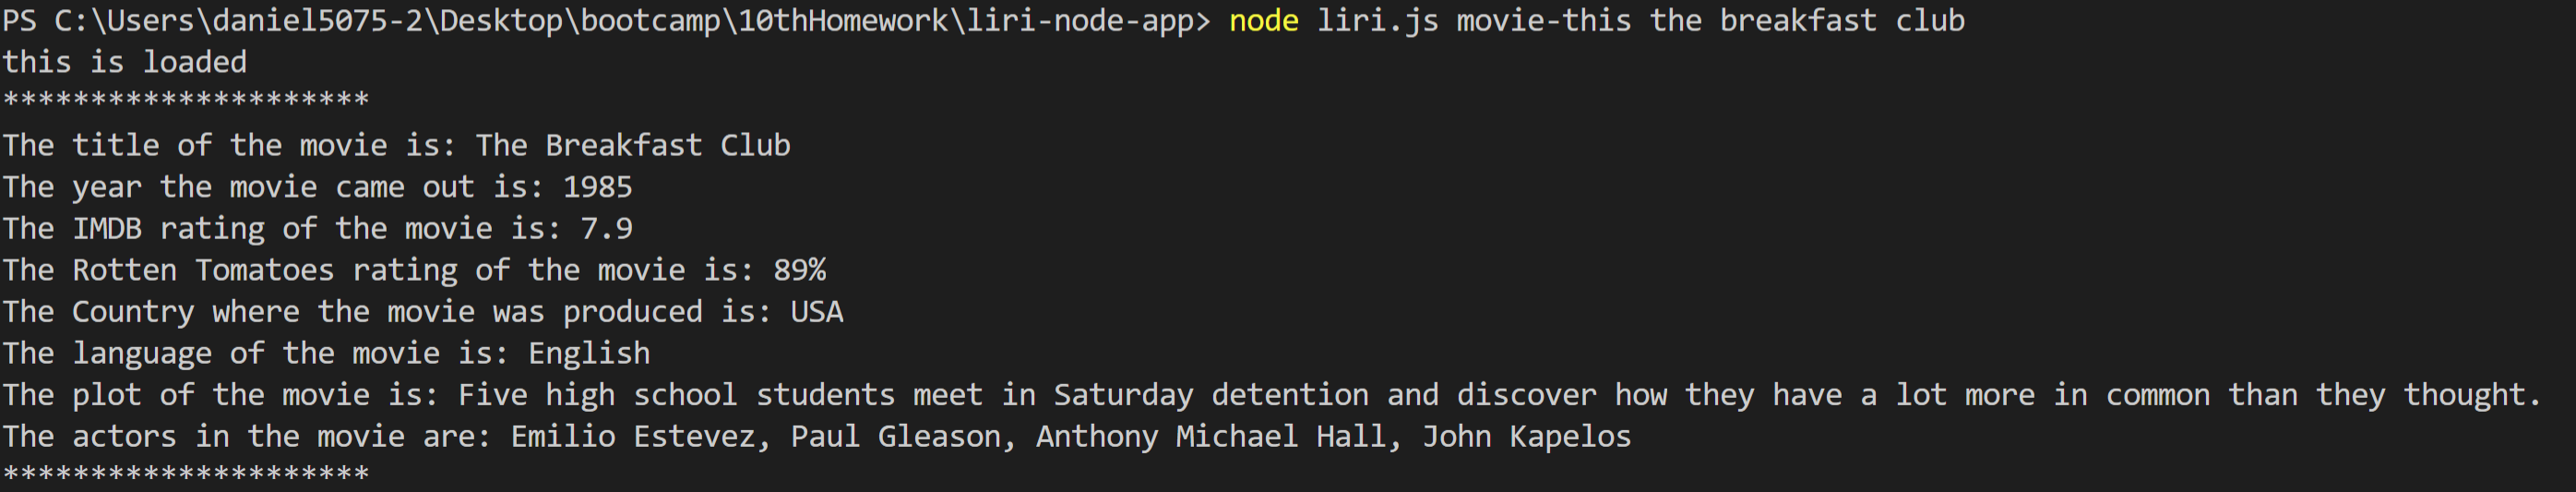 PS C:\Users\daniel5075-2\Desktop\bootcamp\10thHomework\liri-node-app> node liri.js movie-this the breakfast club
this is loaded
*********************
The title of the movie is: The Breakfast Club
The year the movie came out is: 1985
The IMDB rating of the movie is: 7.9
The Rotten Tomatoes rating of the movie is: 89%
The Country where the movie was produced is: USA
The language of the movie is: English
The plot of the movie is: Five high school students meet in Saturday detention and discover how they have a lot more in common than they thought.
The actors in the movie are: Emilio Estevez, Paul Gleason, Anthony Michael Hall, John Kapelos
*********************